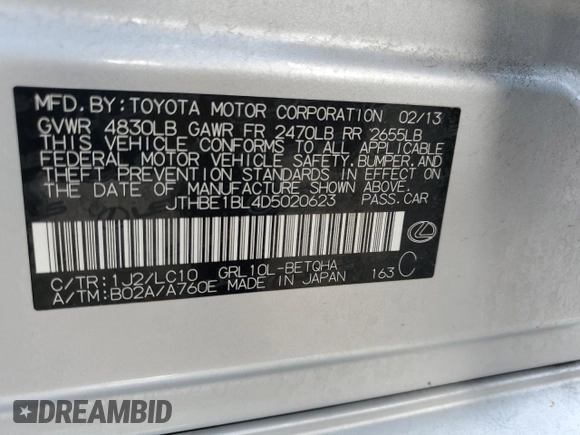 MFD.BY:TOYOTA MOTOR CORPORATION 02/13
GVWR 4830LB GAWR FR 2470LB RR 2655LB
THIS VEHICLE CONFORMS TO ALL APPLICABLE
FEDERAL MOTOR VEHICLE SAFETY,BUMPER,AND
THEFT PREVENTION STANDARDS IN EFFECT ON
THE DATE OF MANUFACTURE SHOWN ABOVE.
JTHBE1BL4D5020623 PASS.CAR
C/TR:1J2/LC10 GRL10L-BETQHA 163 C
A/TM:B02A/A760E MADE IN JAPAN
DREAMBID